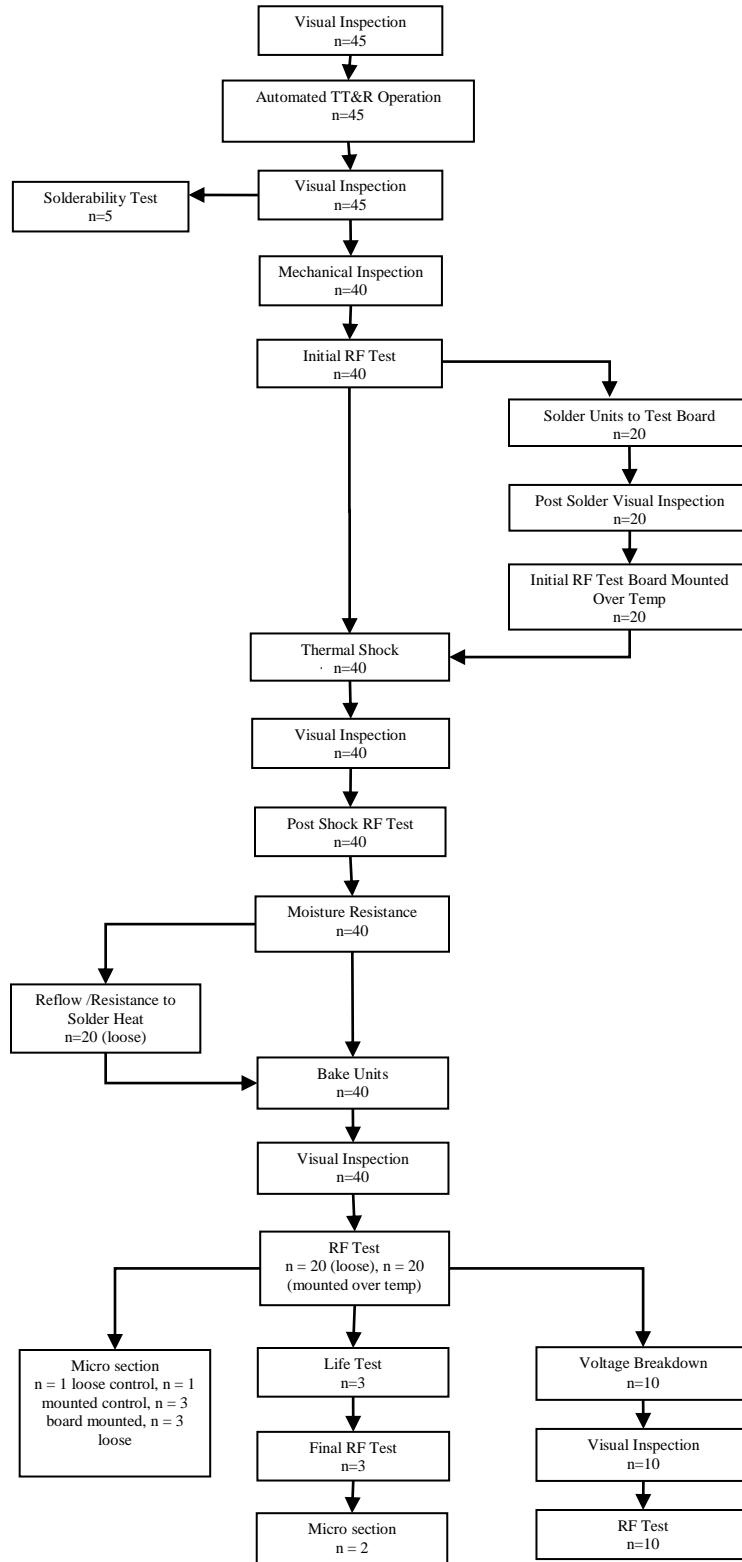 Visual Inspection
n=45
Automated TT&R Operation
n=45
Visual Inspection
n=45
Solderability Test
n=5
Mechanical Inspection
n=40
Initial RF Test
n=40
Solder Units to Test Board
n=20
Post Solder Visual Inspection
n=20
Initial RF Test Board Mounted
Over Temp
n=20
Thermal Shock
n=40
Visual Inspection
n=40
Post Shock RF Test
n=40
Moisture Resistance
n=40
Reflow /Resistance to
Solder Heat
n=20 (loose)
Bake Units
n=40
Visual Inspection
n=40
RF Test
n = 20 (loose), n = 20
(mounted over temp)
Micro section
n = 1 loose control, n = 1
mounted control, n = 3
board mounted, n = 3
loose
Life Test
n=3
Final RF Test
n=3
Micro section
n = 2
Voltage Breakdown
n=10
Visual Inspection
n=10
RF Test
n=10